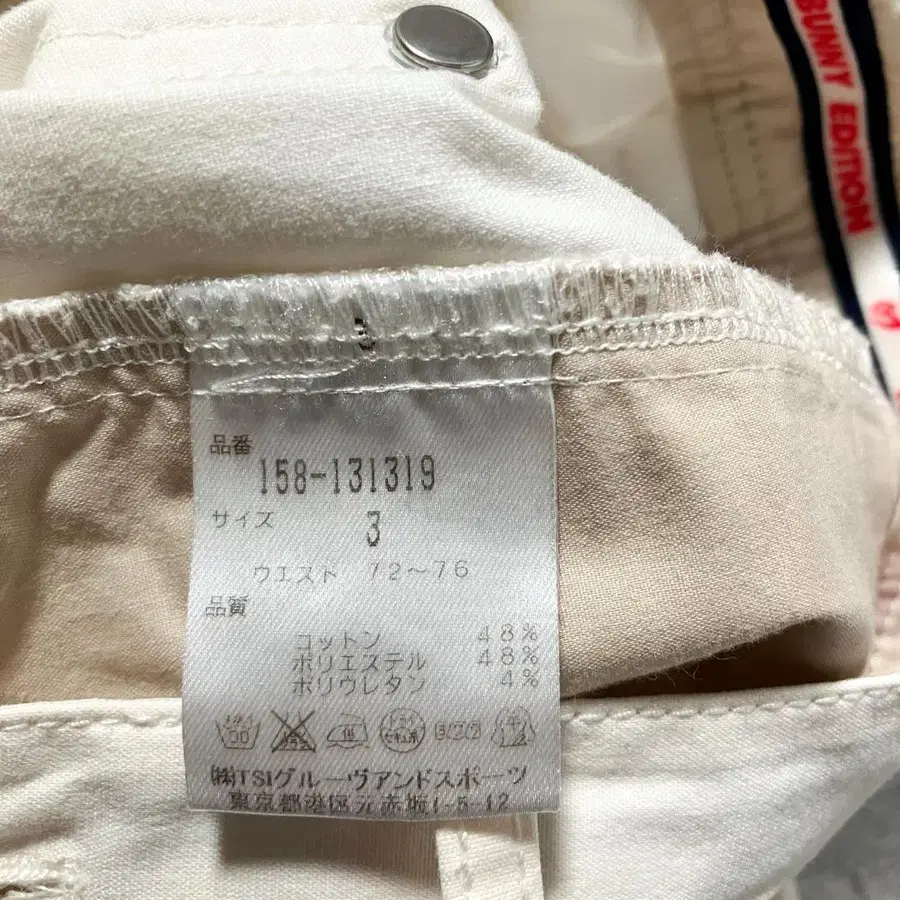 BUNNY EDITION
品番
158-131319
サイズ
3
ウエスト 72～76
品質
コットン 48%
ポリエステル 48%
ポリウレタン 4%
(株)TSIグルーヴアンドスポーツ
東京都港区元赤坂1-5-12